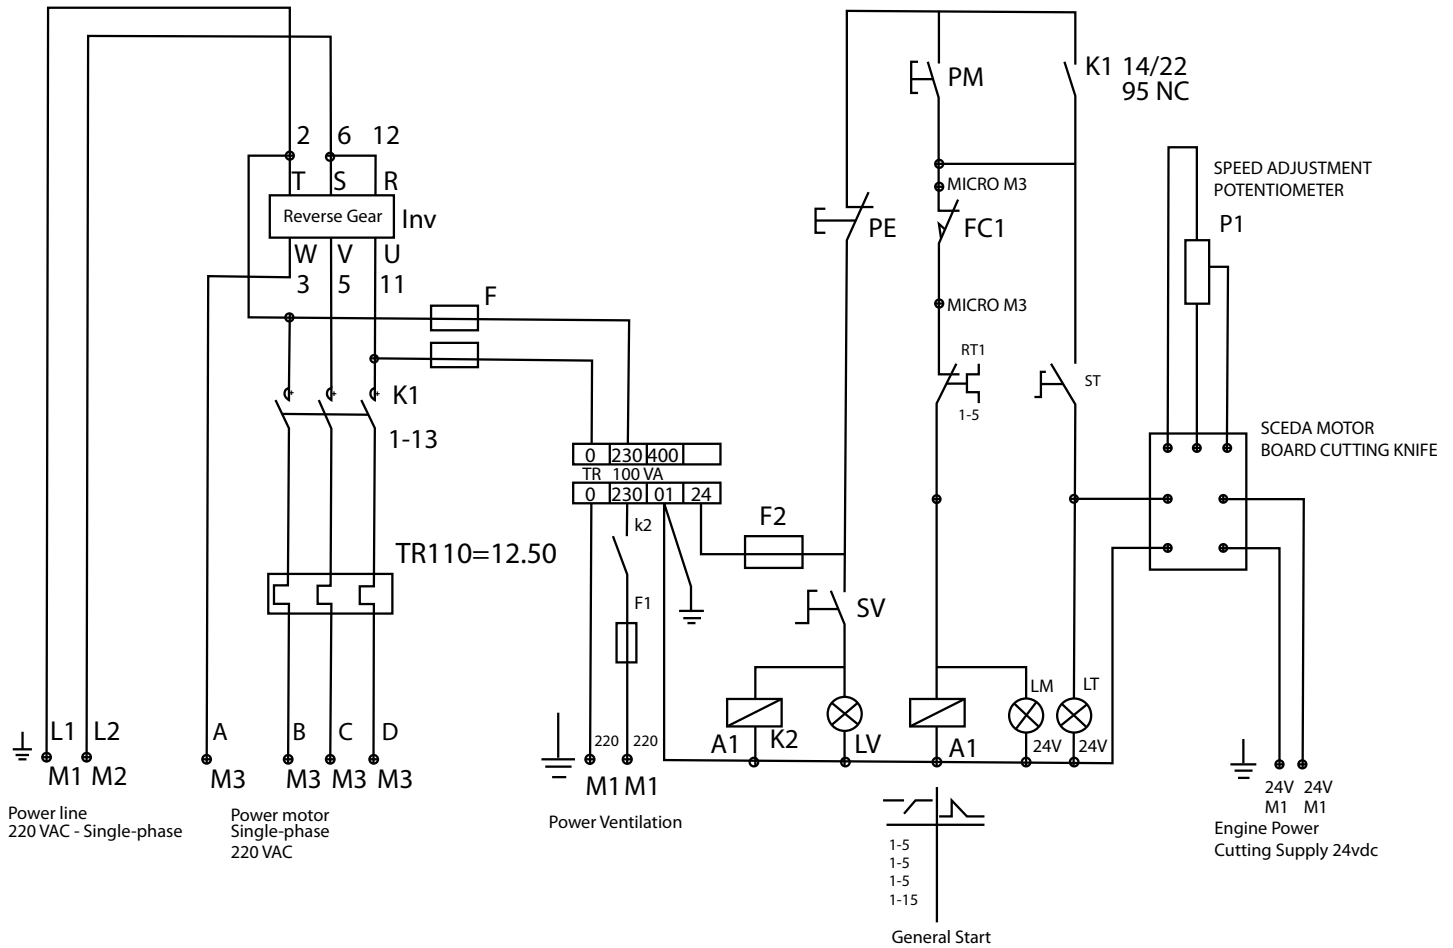 K1 14/22
95 NC
PM
2 6 12
T S R
Reverse Gear
Inv
W V U
3 5 11
MICRO M3
SPEED ADJUSTMENT
POTENTIOMETER
P1
PE
FC1
MICRO M3
F
RT1
1-5
ST
K1
1-13
SCEDA MOTOR
BOARD CUTTING KNIFE
0 230 400
TR 100 VA
0 230 01 24
k2
F2
TR110=12.50
F1
SV
LM
LT
L1 L2
A B C D
220 220
A1 K2
LV
A1
24V 24V
M1 M2
M3 M3 M3 M3
M1 M1
24V 24V
M1 M1
Power line
220 VAC - Single-phase
Power motor
Single-phase
220 VAC
Power Ventilation
Engine Power
Cutting Supply 24vdc
1-5
1-5
1-5
1-15
General Start